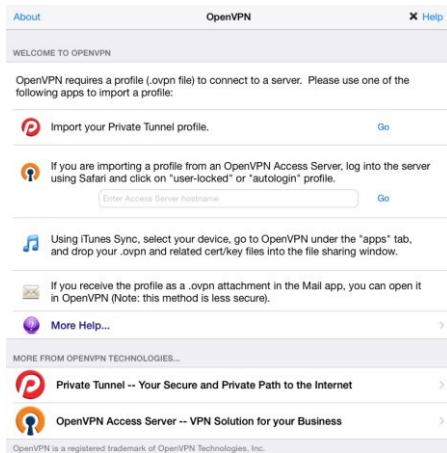 About OpenVPN Help
WELCOME TO OPENVPN
OpenVPN requires a profile (.ovpn file) to connect to a server. Please use one of the
following apps to import a profile:
Import your Private Tunnel profile. Go
If you are importing a profile from an OpenVPN Access Server, log into the server
using Safari and click on "user-locked" or "autologin" profile.
Enter Access Server hostname Go
Using iTunes Sync, select your device, go to OpenVPN under the "apps" tab,
and drop your .ovpn and related cert/key files into the file sharing window.
If you receive the profile as a .ovpn attachment in the Mail app, you can open it
in OpenVPN (Note: this method is less secure).
More Help...
MORE FROM OPENVPN TECHNOLOGIES...
Private Tunnel -- Your Secure and Private Path to the Internet
OpenVPN Access Server -- VPN Solution for your Business
OpenVPN is a registered trademark of OpenVPN Technologies, Inc.